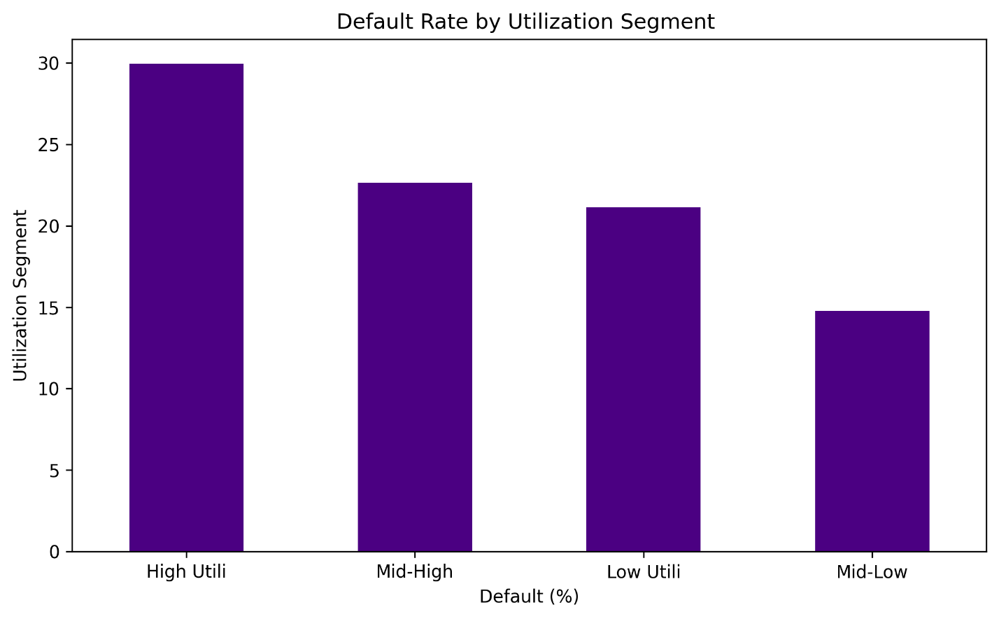 Default Rate by Utilization Segment
30
25
20
15
10
5
0
Utilization Segment
High Utili
Mid-High
Low Utili
Mid-Low
Default (%)